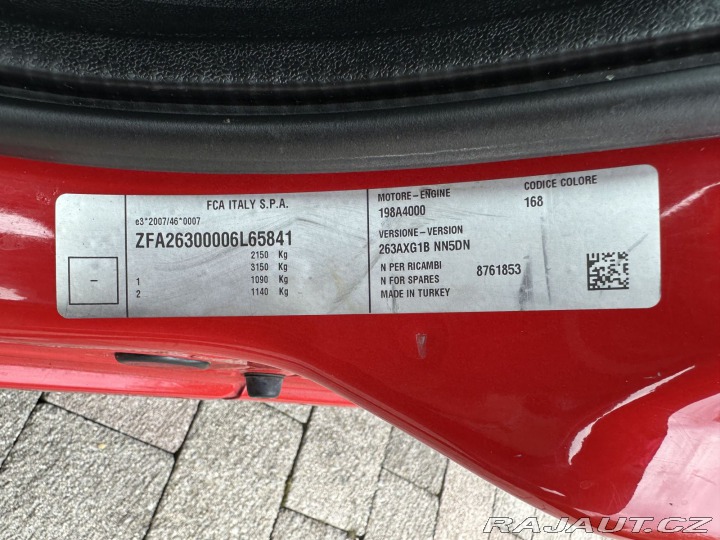 FCA ITALY S.P.A.
e3*2007/46*0007
ZFA26300006L65841
2150 Kg
3150 Kg
1 1090 Kg
2 1140 Kg
-
MOTORE-ENGINE
198A4000
CODICE COLORE
168
VERSIONE-VERSION
263AXG1B NN5DN
N PER RICAMBI
N FOR SPARES
8761853
MADE IN TURKEY
RAJAUT.CZ